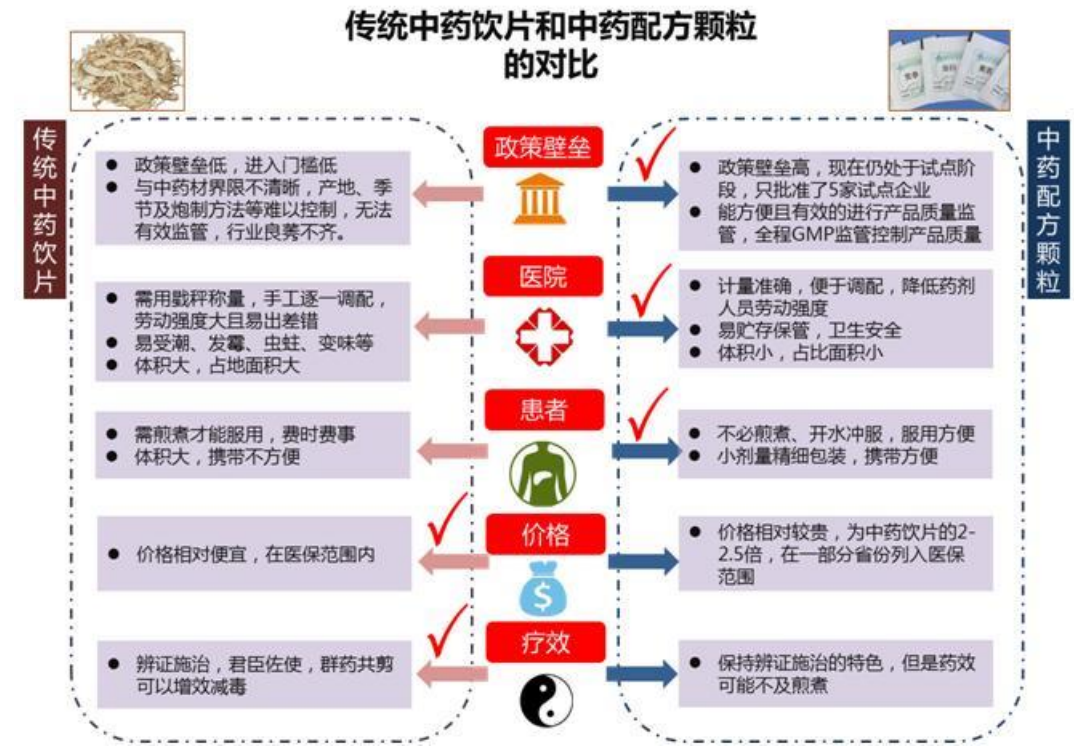 传统中药饮片和中药配方颗粒
的对比
传统中药饮片
中药配方颗粒
政策壁垒
● 政策壁垒低，进入门槛低
● 与中药材界限不清晰，产地、季
节及炮制方法等难以控制，无法
有效监管，行业良莠不齐。
● 政策壁垒高，现在仍处于试点阶
段，只批准了5家试点企业
● 能方便且有效的进行产品质量监
管，全程GMP监管控制产品质量
医院
● 需用戥秤称量，手工逐一调配，
劳动强度大且易出差错
● 易受潮、发霉、虫蛀、变味等
● 体积大，占地面积大
● 计量准确，便于调配，降低药剂
人员劳动强度
● 易贮存保管，卫生安全
● 体积小，占比面积小
患者
● 需煎煮才能服用，费时费事
● 体积大，携带不方便
● 不必煎煮、开水冲服，服用方便
● 小剂量精细包装，携带方便
价格
● 价格相对便宜，在医保范围内
● 价格相对较贵，为中药饮片的2-
2.5倍，在一部分省份列入医保
范围
$
疗效
● 辨证施治，君臣佐使，群药共剪
可以增效减毒
● 保持辨证施治的特色，但是药效
可能不及煎煮